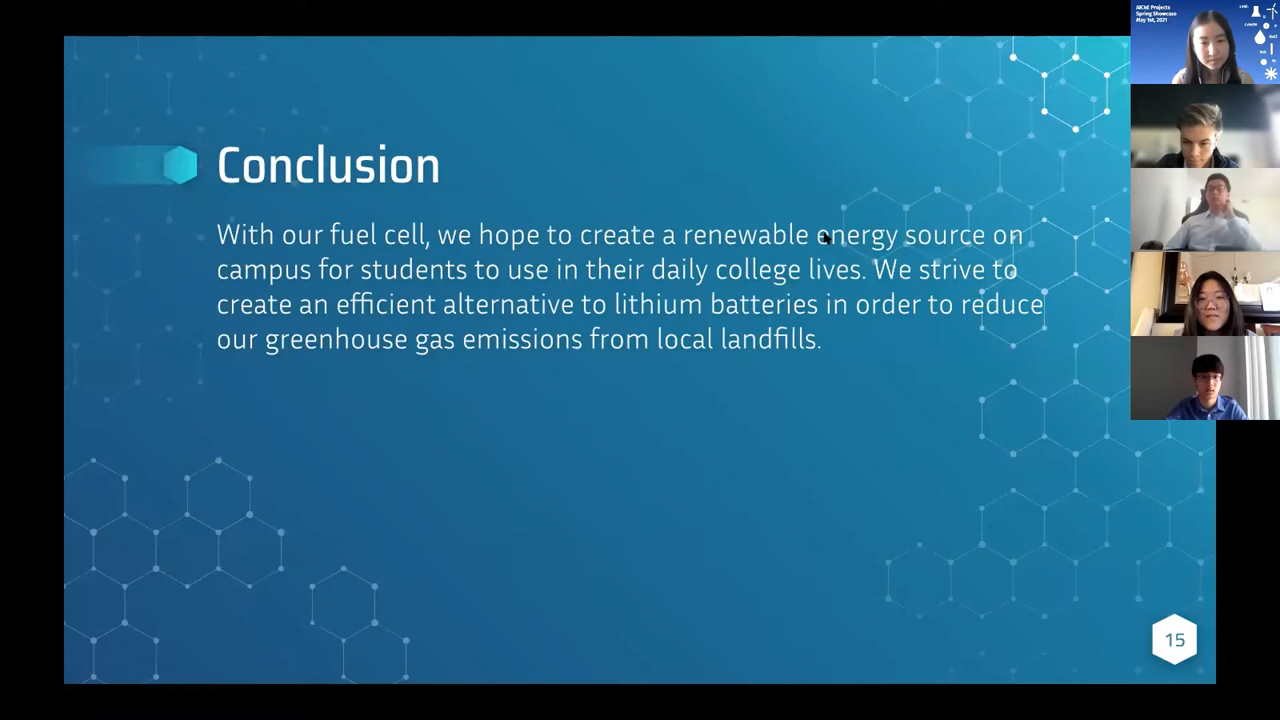 Conclusion
With our fuel cell, we hope to create a renewable energy source on
campus for students to use in their daily college lives. We strive to
create an efficient alternative to lithium batteries in order to reduce
our greenhouse gas emissions from local landfills.
15
AIChE Projects
Spring Showcase
May 1st, 2021